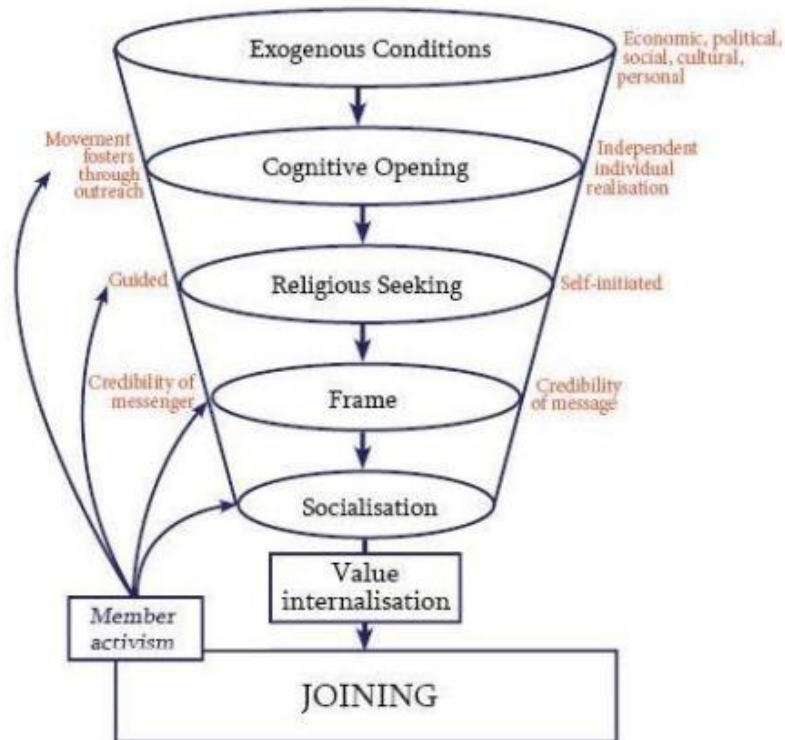 Exogenous Conditions
Economic, political,
social, cultural,
personal
Movement
fosters
through
outreach
Cognitive Opening
Independent
individual
realisation
Guided
Religious Seeking
Self-initiated
Credibility of
messenger
Frame
Credibility
of message
Socialisation
Value
internalisation
Member
activism
JOINING